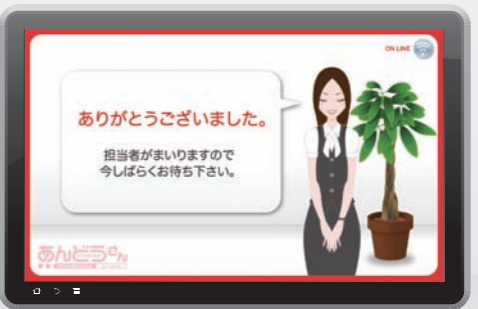 ON LINE
ありがとうございました。
担当者がまいりますので
今しばらくお待ち下さい。
あんどうさん